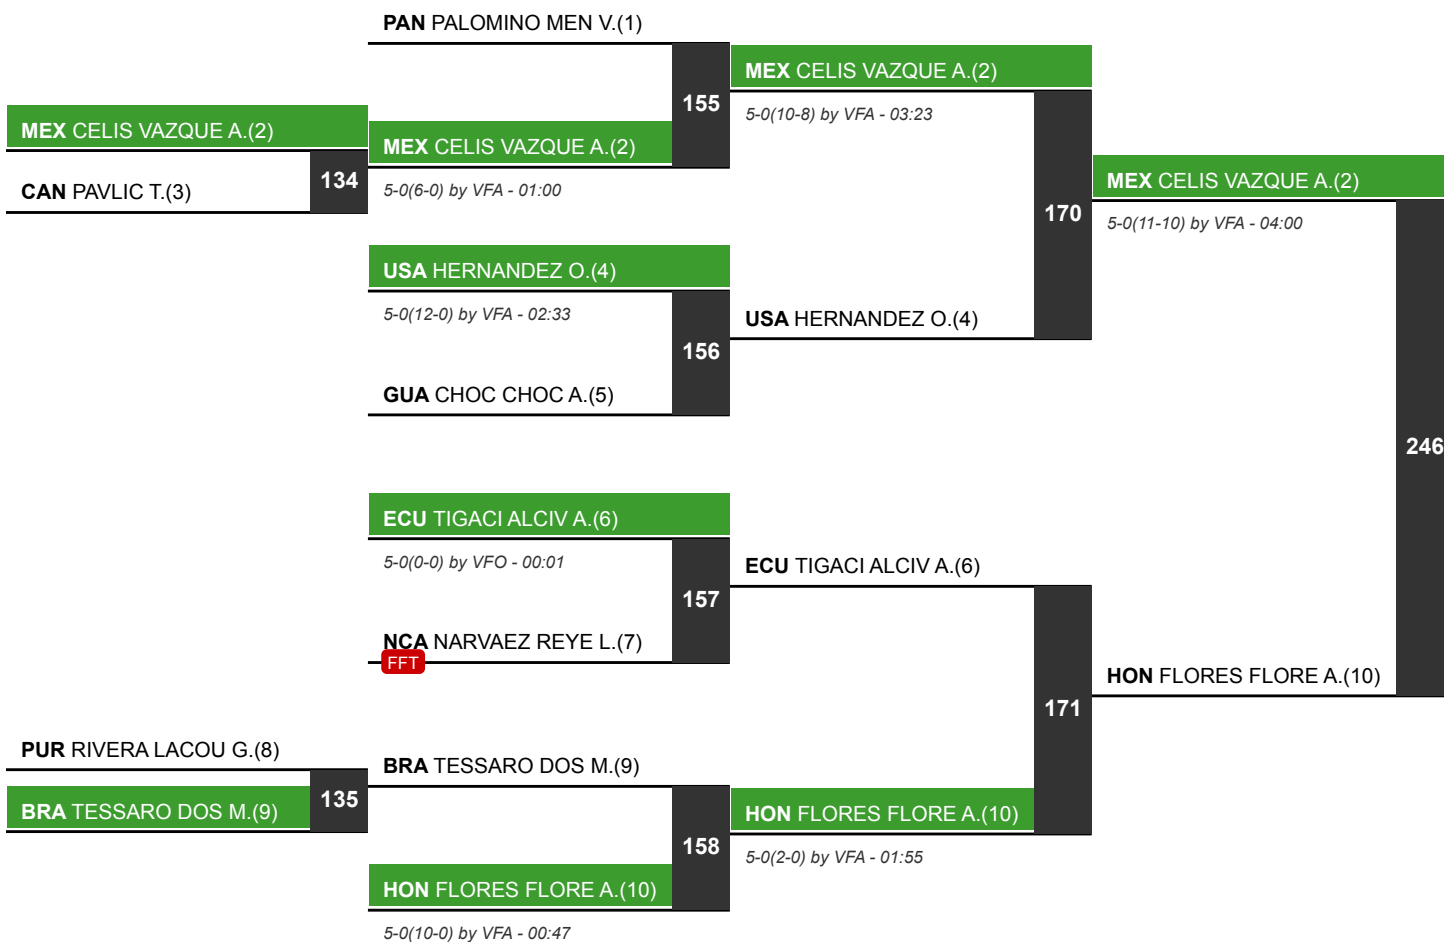 PAN PALOMINO MEN V.(1)
155
MEX CELIS VAZQUE A.(2)
5-0(10-8) by VFA - 03:23
MEX CELIS VAZQUE A.(2)
134
CAN PAVLIC T.(3)
MEX CELIS VAZQUE A.(2)
5-0(6-0) by VFA - 01:00
170
MEX CELIS VAZQUE A.(2)
5-0(11-10) by VFA - 04:00
USA HERNANDEZ O.(4)
5-0(12-0) by VFA - 02:33
156
USA HERNANDEZ O.(4)
GUA CHOC CHOC A.(5)
246
ECU TIGACI ALCIV A.(6)
5-0(0-0) by VFO - 00:01
157
ECU TIGACI ALCIV A.(6)
NCA NARVAEZ REYE L.(7)
FFT
171
HON FLORES FLORE A.(10)
PUR RIVERA LACOU G.(8)
135
BRA TESSARO DOS M.(9)
BRA TESSARO DOS M.(9)
158
HON FLORES FLORE A.(10)
5-0(2-0) by VFA - 01:55
HON FLORES FLORE A.(10)
5-0(10-0) by VFA - 00:47